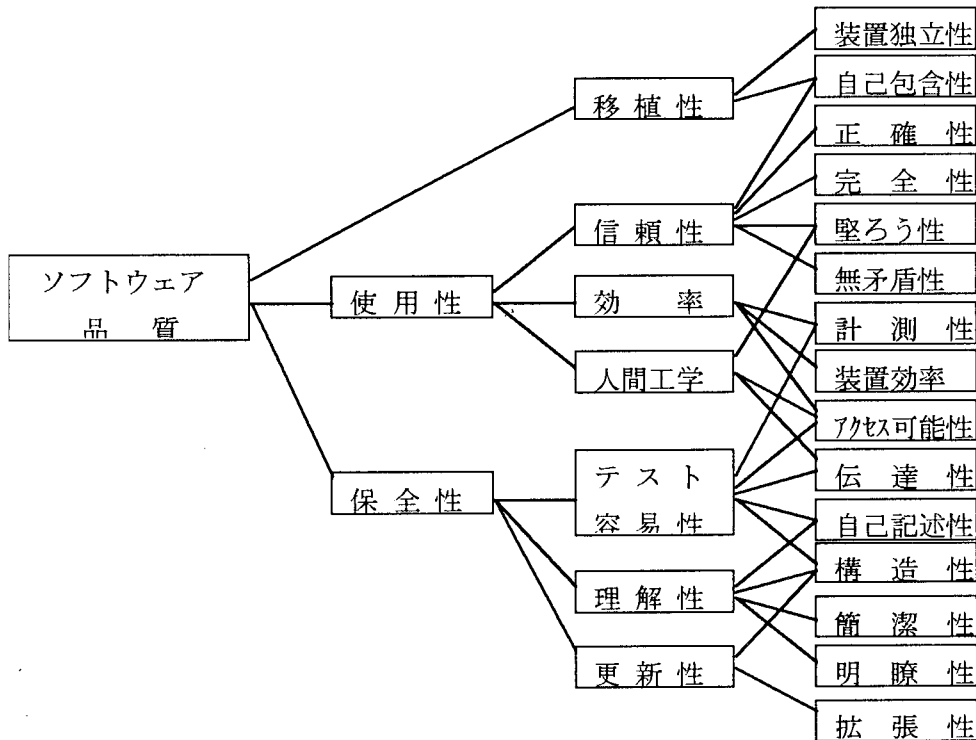 ソフトウェア
品質
移植性
使用性
保全性
信頼性
効率
人間工学
テスト
容易性
理解性
更新性
装置独立性
自己包含性
正確性
完全性
堅ろう性
無矛盾性
計測性
装置効率
アクセス可能性
伝達性
自己記述性
構造性
簡潔性
明瞭性
拡張性